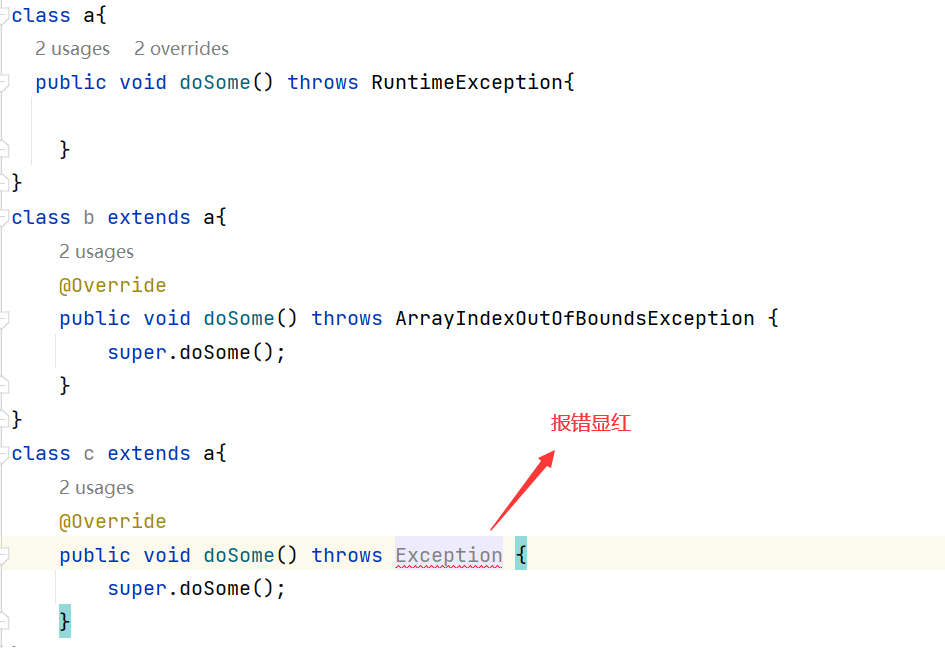 class a{
2 usages 2 overrides
public void doSome() throws RuntimeException{
}
}
class b extends a{
2 usages
@Override
public void doSome() throws ArrayIndexOutOfBoundsException {
super.doSome();
}
}
报错显红
class c extends a{
2 usages
@Override
public void doSome() throws Exception {
super.doSome();
}